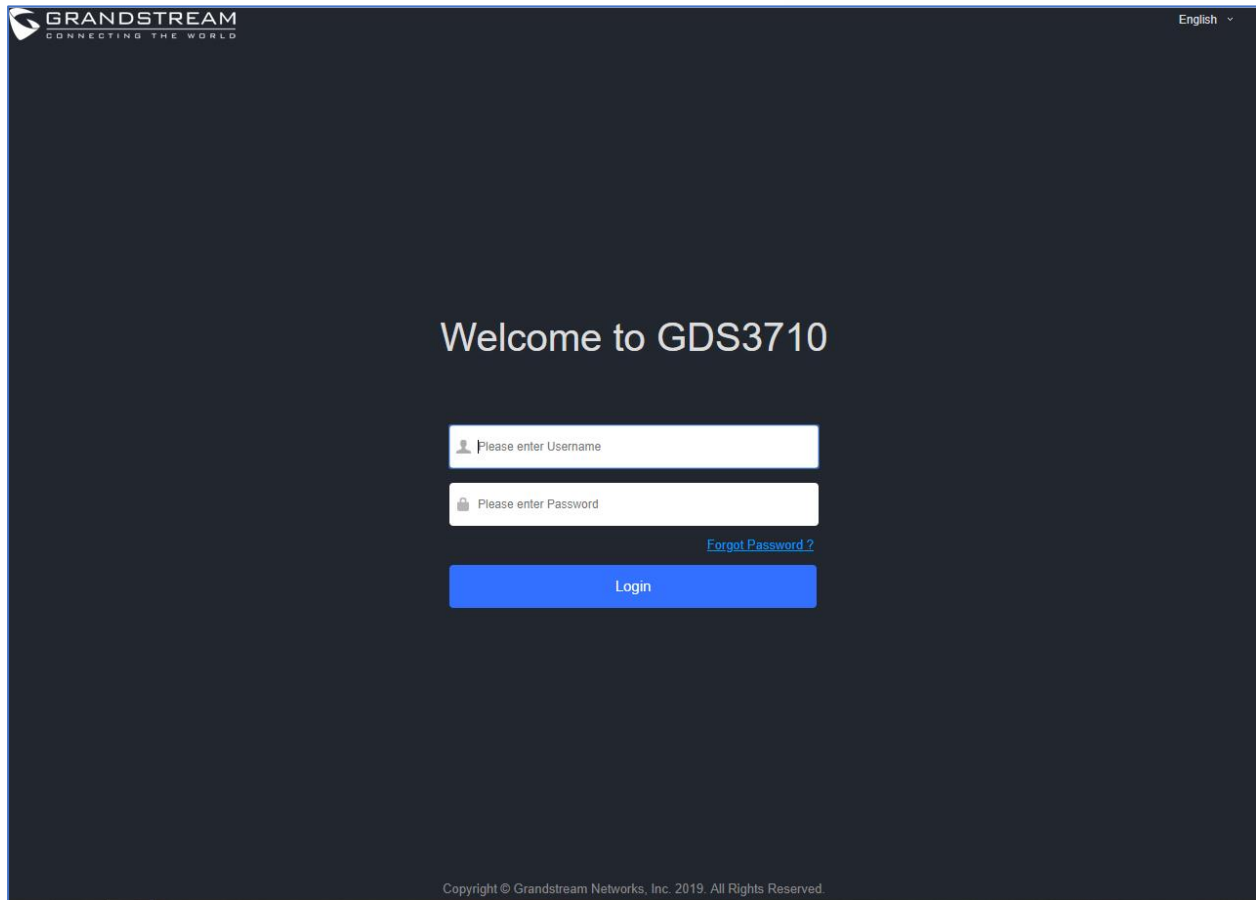 GRANDSTREAM
CONNECTING THE WORLD
English
Welcome to GDS3710
Please enter Username
Please enter Password
Forgot Password ?
Login
Copyright © Grandstream Networks, Inc. 2019. All Rights Reserved.